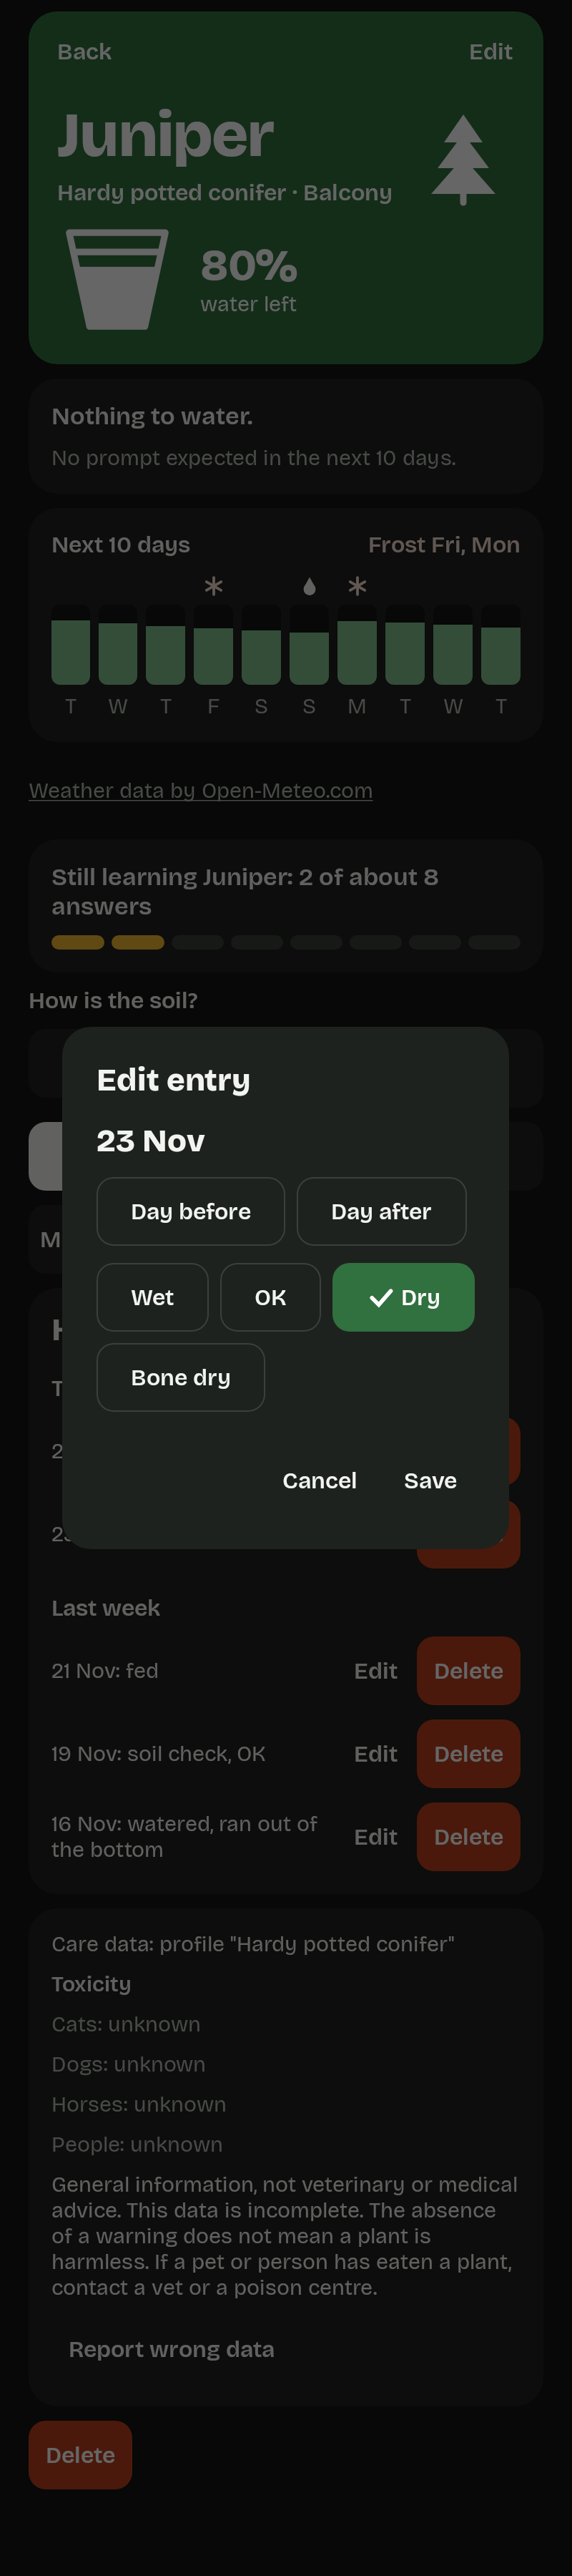 Back
Edit
Juniper
Hardy potted conifer · Balcony
80%
water left
Nothing to water.
No prompt expected in the next 10 days.
Next 10 days
Frost Fri, Mon
T W T F S S M T W T
Weather data by Open-Meteo.com
Still learning Juniper: 2 of about 8
answers
How is the soil?
Edit entry
23 Nov
Day before
Day after
Wet
OK
Dry
Bone dry
Cancel
Save
Last week
21 Nov: fed
Edit
Delete
19 Nov: soil check, OK
Edit
Delete
16 Nov: watered, ran out of
the bottom
Edit
Delete
Care data: profile "Hardy potted conifer"
Toxicity
Cats: unknown
Dogs: unknown
Horses: unknown
People: unknown
General information, not veterinary or medical
advice. This data is incomplete. The absence
of a warning does not mean a plant is
harmless. If a pet or person has eaten a plant,
contact a vet or a poison centre.
Report wrong data
Delete